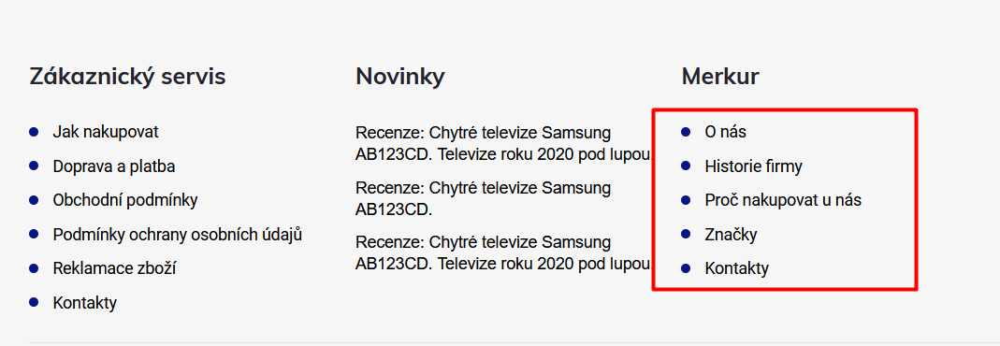 Zákaznický servis
Jak nakupovat
Doprava a platba
Obchodní podmínky
Podmínky ochrany osobních údajů
Reklamace zboží
Kontakty
Novinky
Recenze: Chytré televize Samsung
AB123CD. Televize roku 2020 pod lupou.
Recenze: Chytré televize Samsung
AB123CD.
Recenze: Chytré televize Samsung
AB123CD. Televize roku 2020 pod lupou.
Merkur
O nás
Historie firmy
Proč nakupovat u nás
Značky
Kontakty